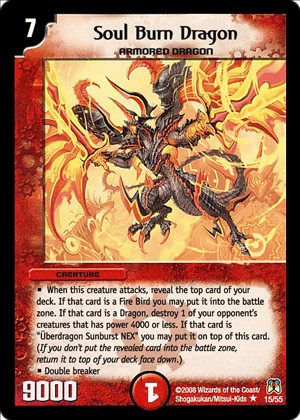 7
Soul Burn Dragon
ARMORED DRAGON
CREATURE
■ When this creature attacks, reveal the top card of your
deck. If that card is a Fire Bird you may put it into the battle
zone. If that card is a Dragon, destroy 1 of your opponent's
creatures that has power 4000 or less. If that card is
"Überdragon Sunburst NEX" you may put it on top of this card.
(If you don't put the revealed card into the battle zone,
return it to top of your deck face down.)
■ Double breaker
9000
1
©2008 Wizards of the Coast/
Shogakukan/Mitsui-Kids ★ 15/55